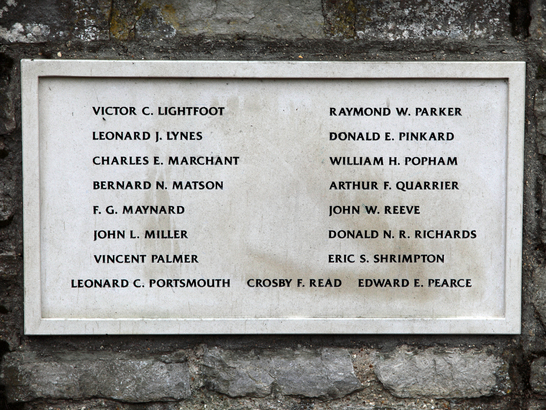 VICTOR C. LIGHTFOOT
LEONARD J. LYNES
CHARLES E. MARCHANT
BERNARD N. MATSON
F. G. MAYNARD
JOHN L. MILLER
VINCENT PALMER
RAYMOND W. PARKER
DONALD E. PINKARD
WILLIAM H. POPHAM
ARTHUR F. QUARRIER
JOHN W. REEVE
DONALD N. R. RICHARDS
ERIC S. SHRIMPTON
LEONARD C. PORTSMOUTH CROSBY F. READ EDWARD E. PEARCE